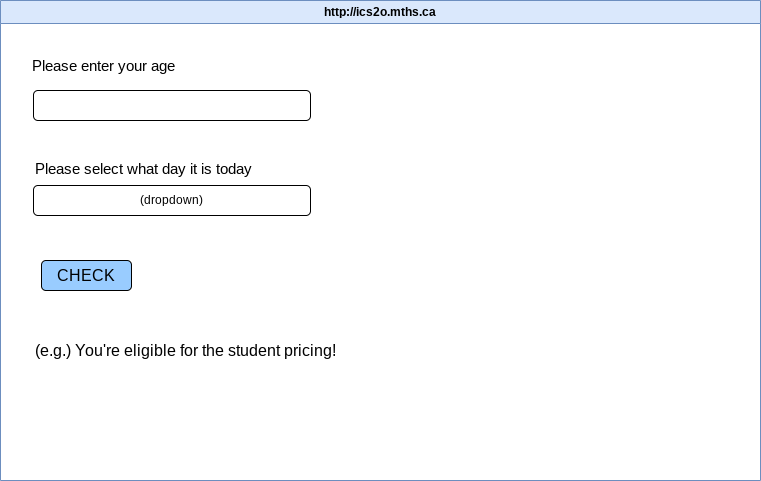 http://ics2o.mths.ca
Please enter your age
Please select what day it is today
(dropdown)
CHECK
(e.g.) You're eligible for the student pricing!